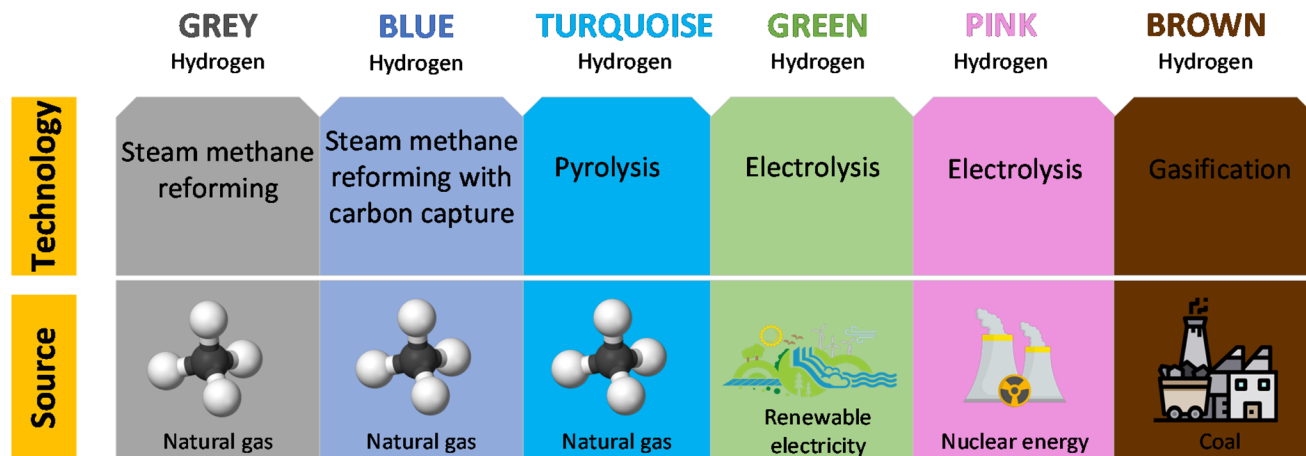 GREY
Hydrogen
BLUE
Hydrogen
TURQUOISE
Hydrogen
GREEN
Hydrogen
PINK
Hydrogen
BROWN
Hydrogen
Technology
Steam methane
reforming
Steam methane
reforming with
carbon capture
Pyrolysis
Electrolysis
Electrolysis
Gasification
Source
Natural gas
Natural gas
Natural gas
Renewable
electricity
Nuclear energy
Coal